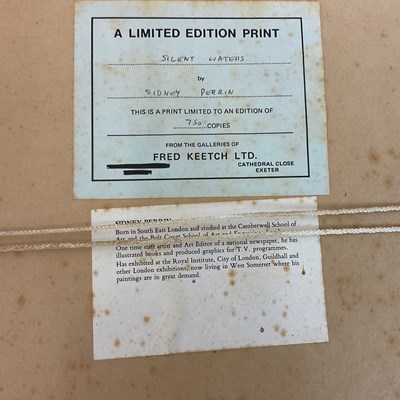 A LIMITED EDITION PRINT
SILENT WATERS
by
SIDNEY PERRIN
THIS IS A PRINT LIMITED TO AN EDITION OF
750 COPIES
FROM THE GALLERIES OF
FRED KEETCH LTD.
CATHEDRAL CLOSE
EXETER
SIDNEY PERRIN
Born in South East London and studied at the Camberwell School of
Art and the Bolt Court School of Art and
One time staff artist and Art Editor of a national newspaper, he has
illustrated books and produced graphics for T.V. programmes.
Has exhibited at the Royal Institute, City of London, Guildhall and
other London exhibitions, now living in West Somerset where his
paintings are in great demand.